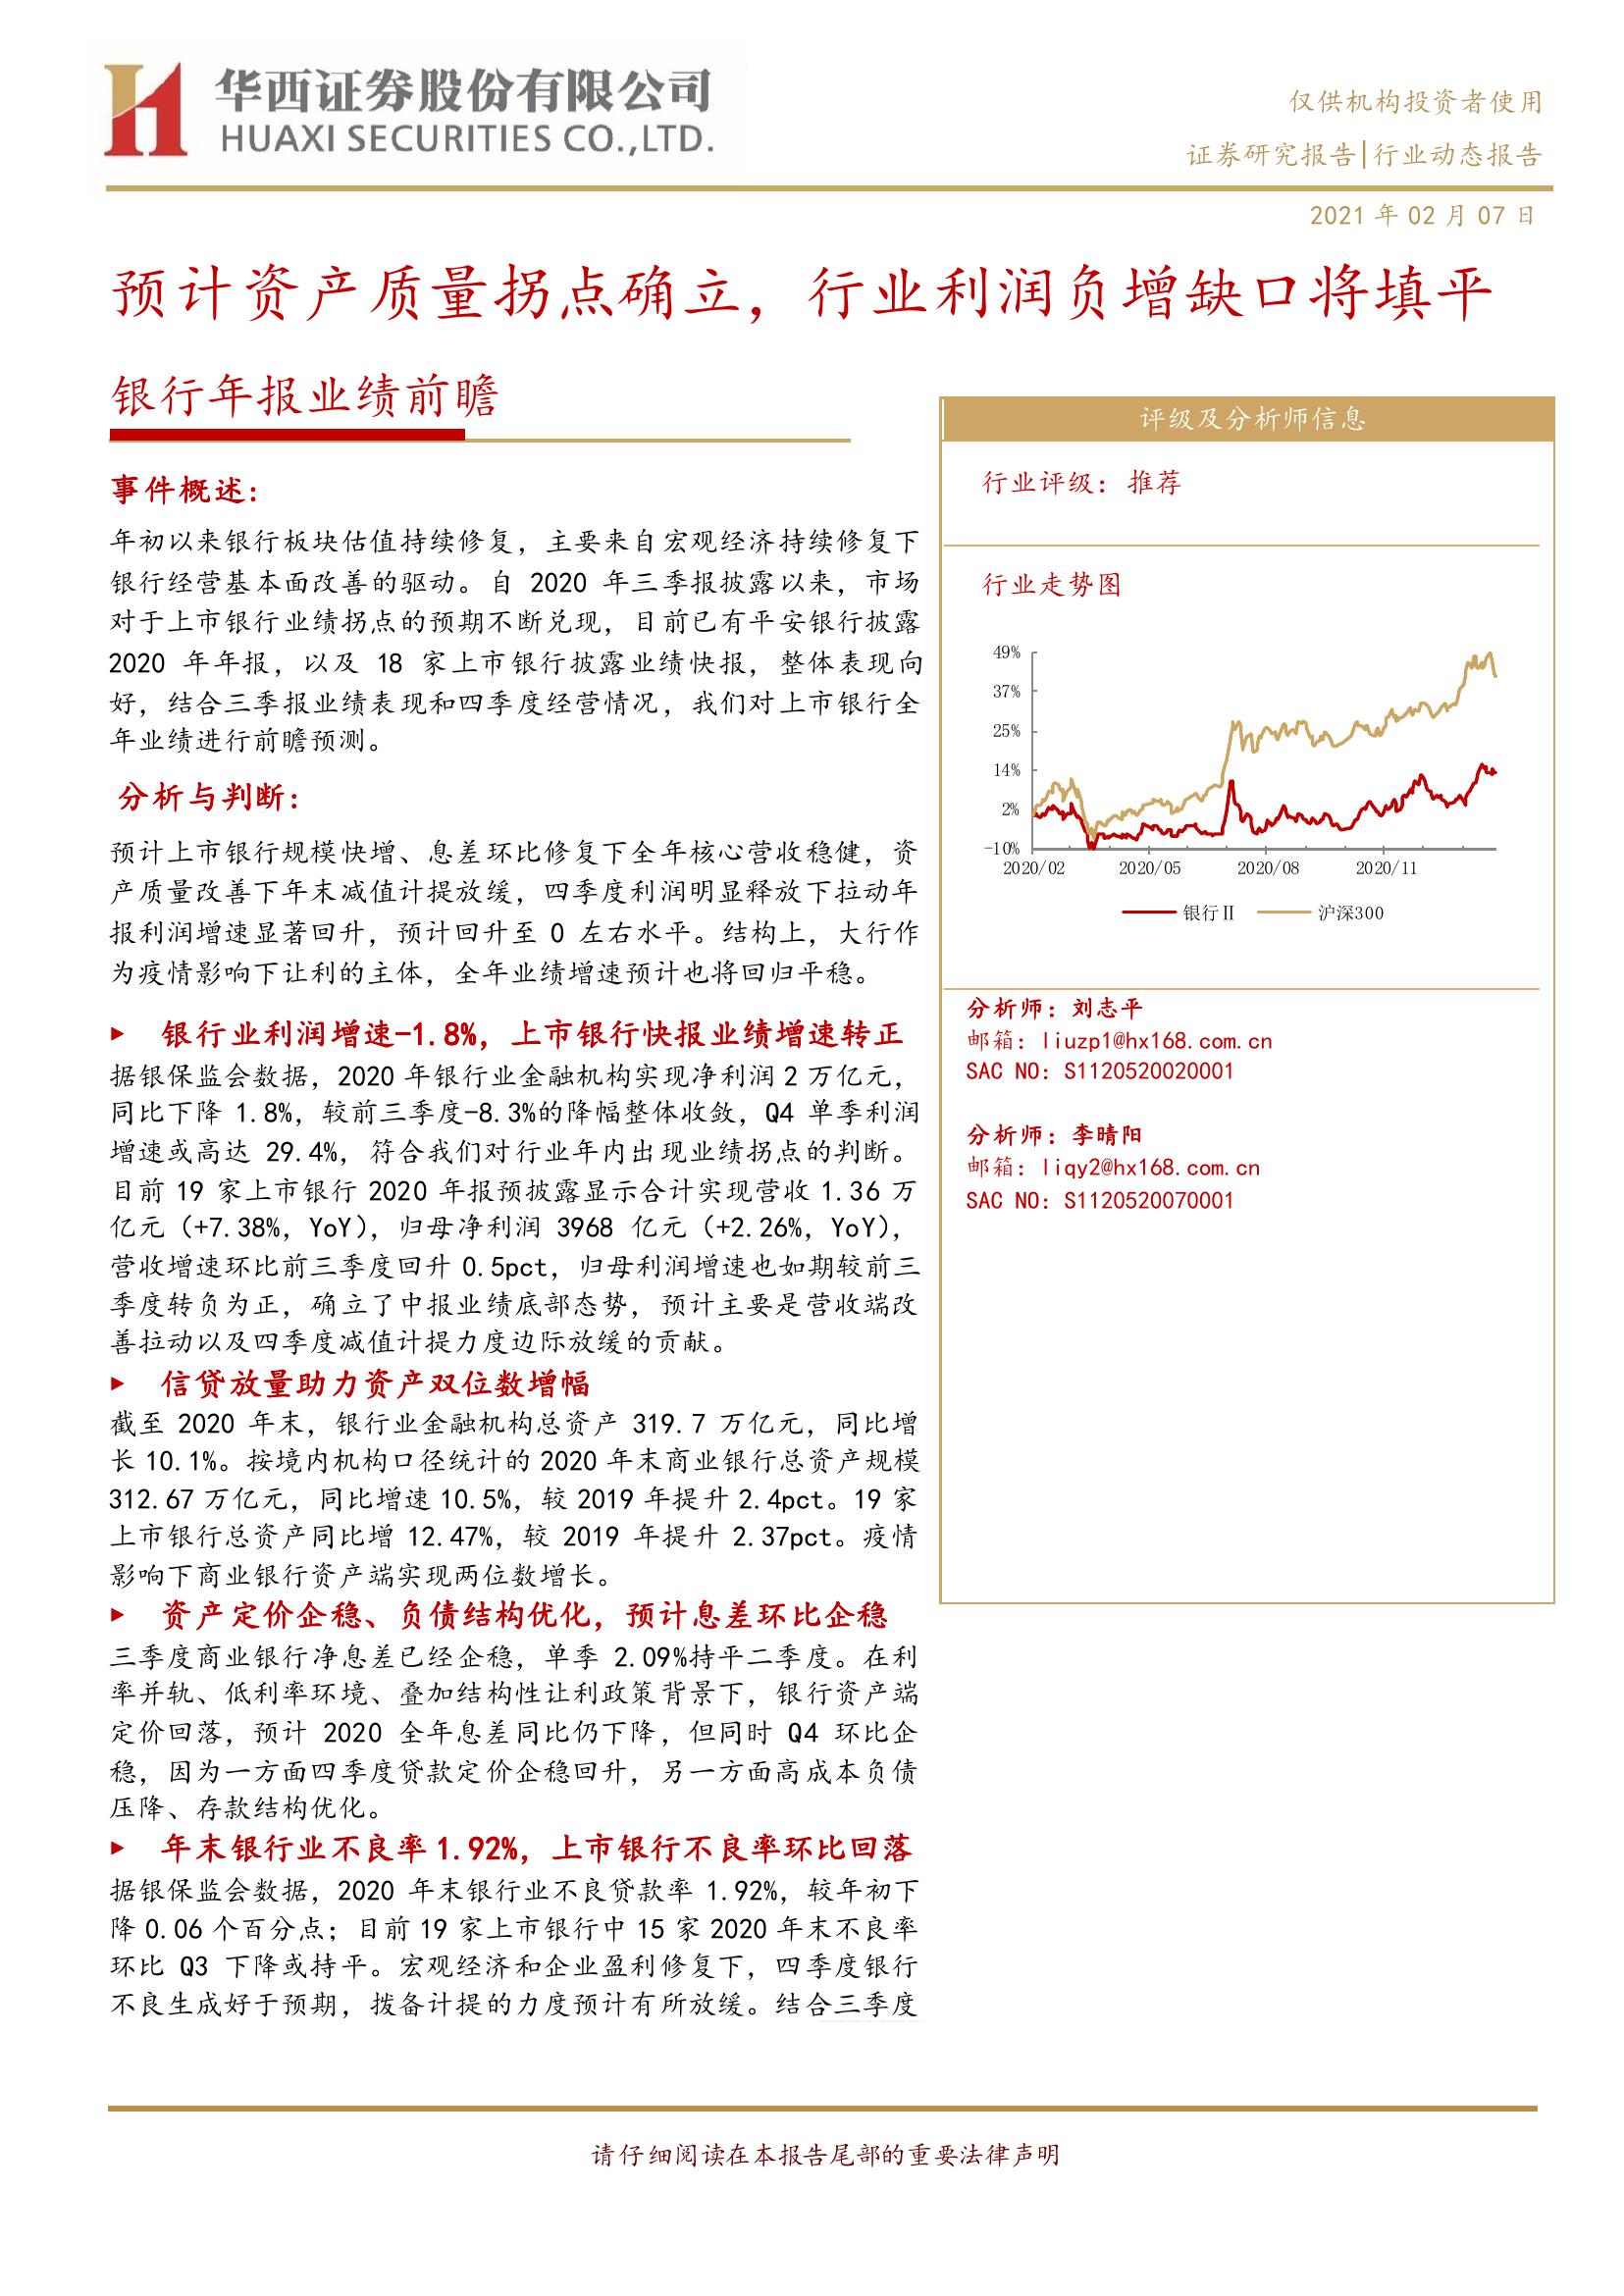 华西证券股份有限公司
HUAXI SECURITIES CO.,LTD.
仅供机构投资者使用
证券研究报告|行业动态报告
2021 年 02 月 07 日
预计资产质量拐点确立，行业利润负增缺口将填平
银行年报业绩前瞻
事件概述：
年初以来银行板块估值持续修复，主要来自宏观经济持续修复下
银行经营基本面改善的驱动。自 2020 年三季报披露以来，市场
对于上市银行业绩拐点的预期不断兑现，目前已有平安银行披露
2020 年年报，以及 18 家上市银行披露业绩快报，整体表现向
好，结合三季报业绩表现和四季度经营情况，我们对上市银行全
年业绩进行前瞻预测。
分析与判断：
预计上市银行规模快增、息差环比修复下全年核心营收稳健，资
产质量改善下年末减值计提放缓，四季度利润明显释放下拉动年
报利润增速显著回升，预计回升至 0 左右水平。结构上，大行作
为疫情影响下让利的主体，全年业绩增速预计也将回归平稳。
► 银行业利润增速-1.8%，上市银行快报业绩增速转正
据银保监会数据，2020 年银行业金融机构实现净利润 2 万亿元，
同比下降 1.8%，较前三季度-8.3%的降幅整体收敛，Q4 单季利润
增速或高达 29.4%，符合我们对行业年内出现业绩拐点的判断。
目前 19 家上市银行 2020 年报预披露显示合计实现营收 1.36 万
亿元（+7.38%，YoY），归母净利润 3968 亿元（+2.26%，YoY），
营收增速环比前三季度回升 0.5pct，归母利润增速也如期较前三
季度转负为正，确立了中报业绩底部态势，预计主要是营收端改
善拉动以及四季度减值计提力度边际放缓的贡献。
► 信贷放量助力资产双位数增幅
截至 2020 年末，银行业金融机构总资产 319.7 万亿元，同比增
长 10.1%。按境内机构口径统计的 2020 年末商业银行总资产规模
312.67 万亿元，同比增速 10.5%，较 2019 年提升 2.4pct。19 家
上市银行总资产同比增 12.47%，较 2019 年提升 2.37pct。疫情
影响下商业银行资产端实现两位数增长。
► 资产定价企稳、负债结构优化，预计息差环比企稳
三季度商业银行净息差已经企稳，单季 2.09%持平二季度。在利
率并轨、低利率环境、叠加结构性让利政策背景下，银行资产端
定价回落，预计 2020 全年息差同比仍下降，但同时 Q4 环比企
稳，因为一方面四季度贷款定价企稳回升，另一方面高成本负债
压降、存款结构优化。
► 年末银行业不良率 1.92%，上市银行不良率环比回落
据银保监会数据，2020 年末银行业不良贷款率 1.92%，较年初下
降 0.06 个百分点；目前 19 家上市银行中 15 家 2020 年末不良率
环比 Q3 下降或持平。宏观经济和企业盈利修复下，四季度银行
不良生成好于预期，拨备计提的力度预计有所放缓。结合三季度
评级及分析师信息
行业评级：推荐
行业走势图
49%
37%
25%
14%
2%
-10%
2020/02 2020/05 2020/08 2020/11
银行Ⅱ 沪深300
分析师：刘志平
邮箱：liuzp1@hx168.com.cn
SAC NO：S1120520020001
分析师：李晴阳
邮箱：liqy2@hx168.com.cn
SAC NO：S1120520070001
请仔细阅读在本报告尾部的重要法律声明